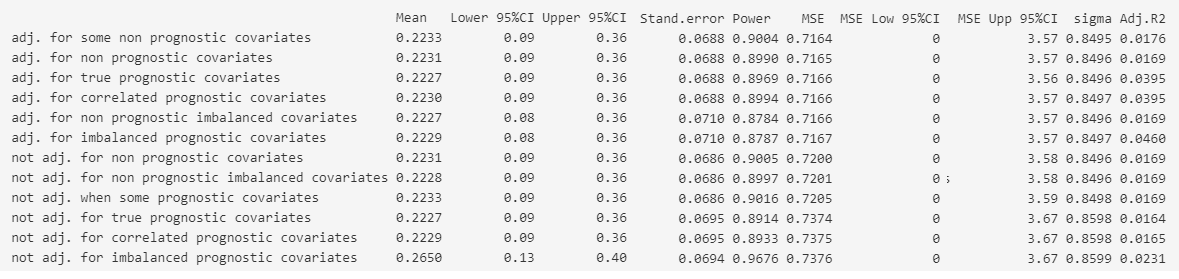 Mean Lower 95%CI Upper 95%CI Stand.error Power MSE MSE Low 95%CI MSE Upp 95%CI sigma Adj.R2
adj. for some non prognostic covariates 0.2233 0.09 0.36 0.0688 0.9004 0.7164 0 3.57 0.8495 0.0176
adj. for non prognostic covariates 0.2231 0.09 0.36 0.0688 0.8990 0.7165 0 3.57 0.8496 0.0169
adj. for true prognostic covariates 0.2227 0.09 0.36 0.0688 0.8969 0.7166 0 3.56 0.8496 0.0395
adj. for correlated prognostic covariates 0.2230 0.09 0.36 0.0688 0.8994 0.7166 0 3.57 0.8497 0.0395
adj. for non prognostic imbalanced covariates 0.2227 0.08 0.36 0.0710 0.8784 0.7166 0 3.57 0.8496 0.0169
adj. for imbalanced prognostic covariates 0.2229 0.08 0.36 0.0710 0.8787 0.7167 0 3.57 0.8497 0.0460
not adj. for non prognostic covariates 0.2231 0.09 0.36 0.0686 0.9005 0.7200 0 3.58 0.8496 0.0169
not adj. for non prognostic imbalanced covariates 0.2228 0.09 0.36 0.0686 0.8997 0.7201 0 ; 3.58 0.8496 0.0169
not adj. when some prognostic covariates 0.2233 0.09 0.36 0.0686 0.9016 0.7205 0 3.59 0.8498 0.0169
not adj. for true prognostic covariates 0.2227 0.09 0.36 0.0695 0.8914 0.7374 0 3.67 0.8598 0.0164
not adj. for correlated prognostic covariates 0.2229 0.09 0.36 0.0695 0.8933 0.7375 0 3.67 0.8598 0.0165
not adj. for imbalanced prognostic covariates 0.2650 0.13 0.40 0.0694 0.9676 0.7376 0 3.67 0.8599 0.0231